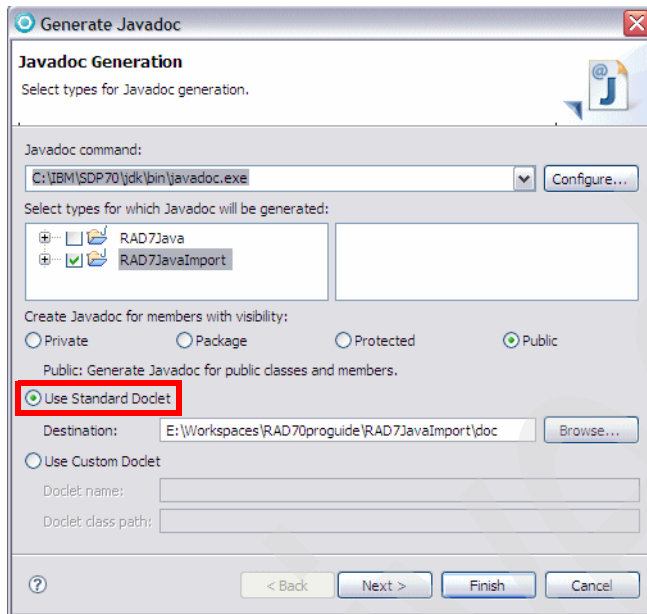 Generate Javadoc
Javadoc Generation
Select types for Javadoc generation.
@
J
Javadoc command:
C:\IBM\SDP70\jdk\bin\javadoc.exe
Configure...
Select types for which Javadoc will be generated:
RAD7Java
RAD7JavaImport
Create Javadoc for members with visibility:
Private Package Protected Public
Public: Generate Javadoc for public classes and members.
Use Standard Doclet
Destination: E:\Workspaces\RAD70proguide\RAD7JavaImport\doc Browse...
Use Custom Doclet
Doclet name:
Doclet class path:
? < Back Next > Finish Cancel